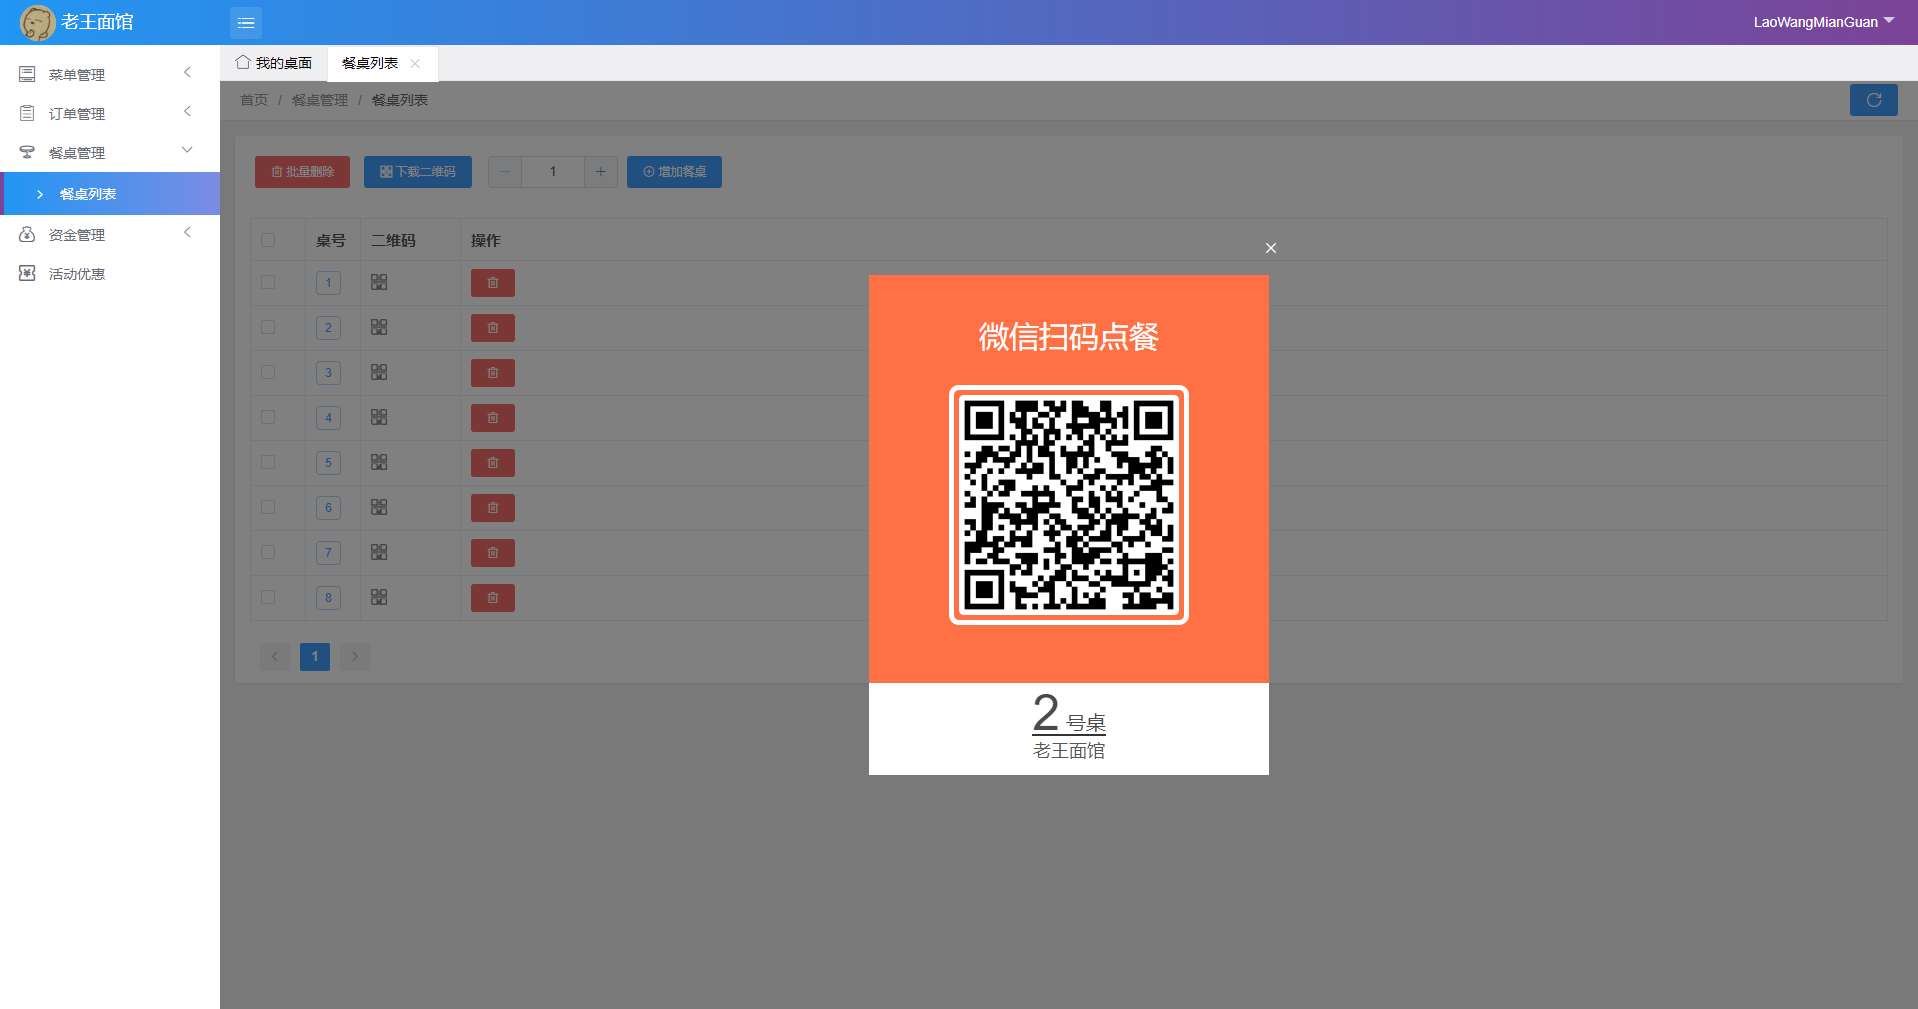 老王面馆
LaoWangMianGuan
菜单管理
订单管理
餐桌管理
餐桌列表
资金管理
活动优惠
我的桌面
餐桌列表
首页 / 餐桌管理 / 餐桌列表
批量删除
下载二维码
1
增加餐桌
桌号
二维码
操作
1
2
3
4
5
6
7
8
1
微信扫码点餐
2 号桌
老王面馆